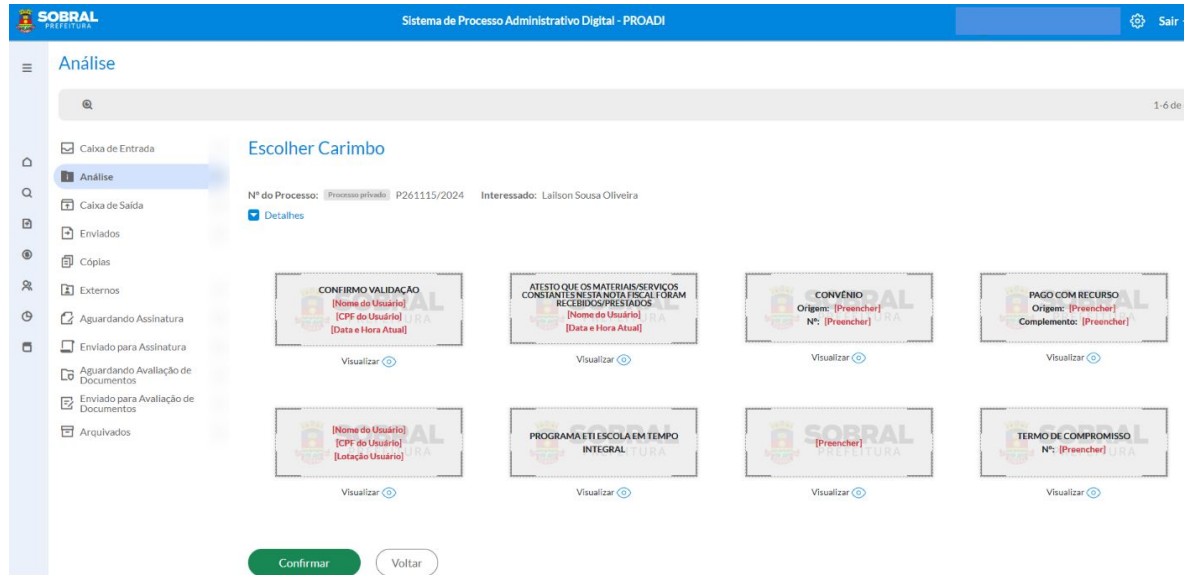 SOBRAL
PREFEITURA
Sistema de Processo Administrativo Digital - PROADI
Sair
Análise
1-6 de
Caixa de Entrada
Análise
Caixa de Saída
Enviados
Cópias
Externos
Aguardando Assinatura
Enviado para Assinatura
Aguardando Avaliação de
Documentos
Enviado para Avaliação de
Documentos
Arquivados
Escolher Carimbo
Nº do Processo: Processo privado P261115/2024 Interessado: Lailson Sousa Oliveira
Detalhes
CONFIRMO VALIDAÇÃO
[Nome do Usuário]
[CPF do Usuário]
[Data e Hora Atual]
Visualizar
ATESTO QUE OS MATERIAIS/SERVIÇOS
CONSTANTES NESTA NOTA FISCAL FORAM
RECEBIDOS/PRESTADOS
[Nome do Usuário]
[Data e Hora Atual]
Visualizar
CONVÊNIO
Origem: [Preencher]
Nº: [Preencher]
Visualizar
PAGO COM RECURSO
Origem: [Preencher]
Complemento: [Preencher]
Visualizar
[Nome do Usuário]
[CPF do Usuário]
[Lotação Usuário]
Visualizar
PROGRAMA ETI ESCOLA EM TEMPO
INTEGRAL
Visualizar
SOBRAL
[Preencher]
PREFEITURA
Visualizar
TERMO DE COMPROMISSO
Nº: [Preencher]
Visualizar
Confirmar
Voltar